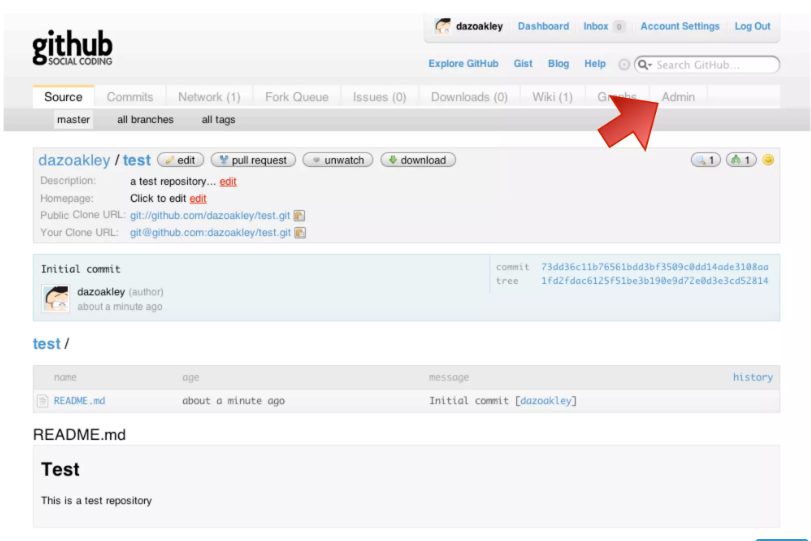 github
SOCIAL CODING
dazoakley Dashboard Inbox 0 Account Settings Log Out
Explore GitHub Gist Blog Help Search GitHub...
Source Commits Network (1) Fork Queue Issues (0) Downloads (0) Wiki (1) Graphs Admin
master all branches all tags
dazoakley / test edit pull request unwatch download 1 1
Description: a test repository... edit
Homepage: Click to edit edit
Public Clone URL: git://github.com/dazoakley/test.git
Your Clone URL: git@github.com:dazoakley/test.git
Initial commit
dazoakley (author)
about a minute ago
commit 73dd36c11b76561bdd3bf3509c0dd14ade3108aa
tree 1fd2fdac6125f51be3b190e9d72e0d3e3cd52814
test /
name age message history
README.md about a minute ago Initial commit [dazoakley]
README.md
Test
This is a test repository